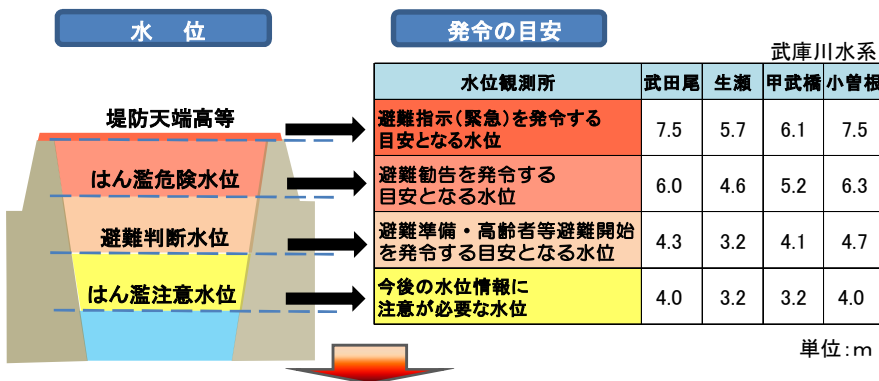 水 位
発令の目安
武庫川水系
水位観測所 武田尾 生瀬 甲武橋 小曽根
堤防天端高等
避難指示(緊急)を発令する
目安となる水位
7.5 5.7 6.1 7.5
はん濫危険水位
避難勧告を発令する
目安となる水位
6.0 4.6 5.2 6.3
避難判断水位
避難準備・高齢者等避難開始
を発令する目安となる水位
4.3 3.2 4.1 4.7
はん濫注意水位
今後の水位情報に
注意が必要な水位
4.0 3.2 3.2 4.0
単位:m